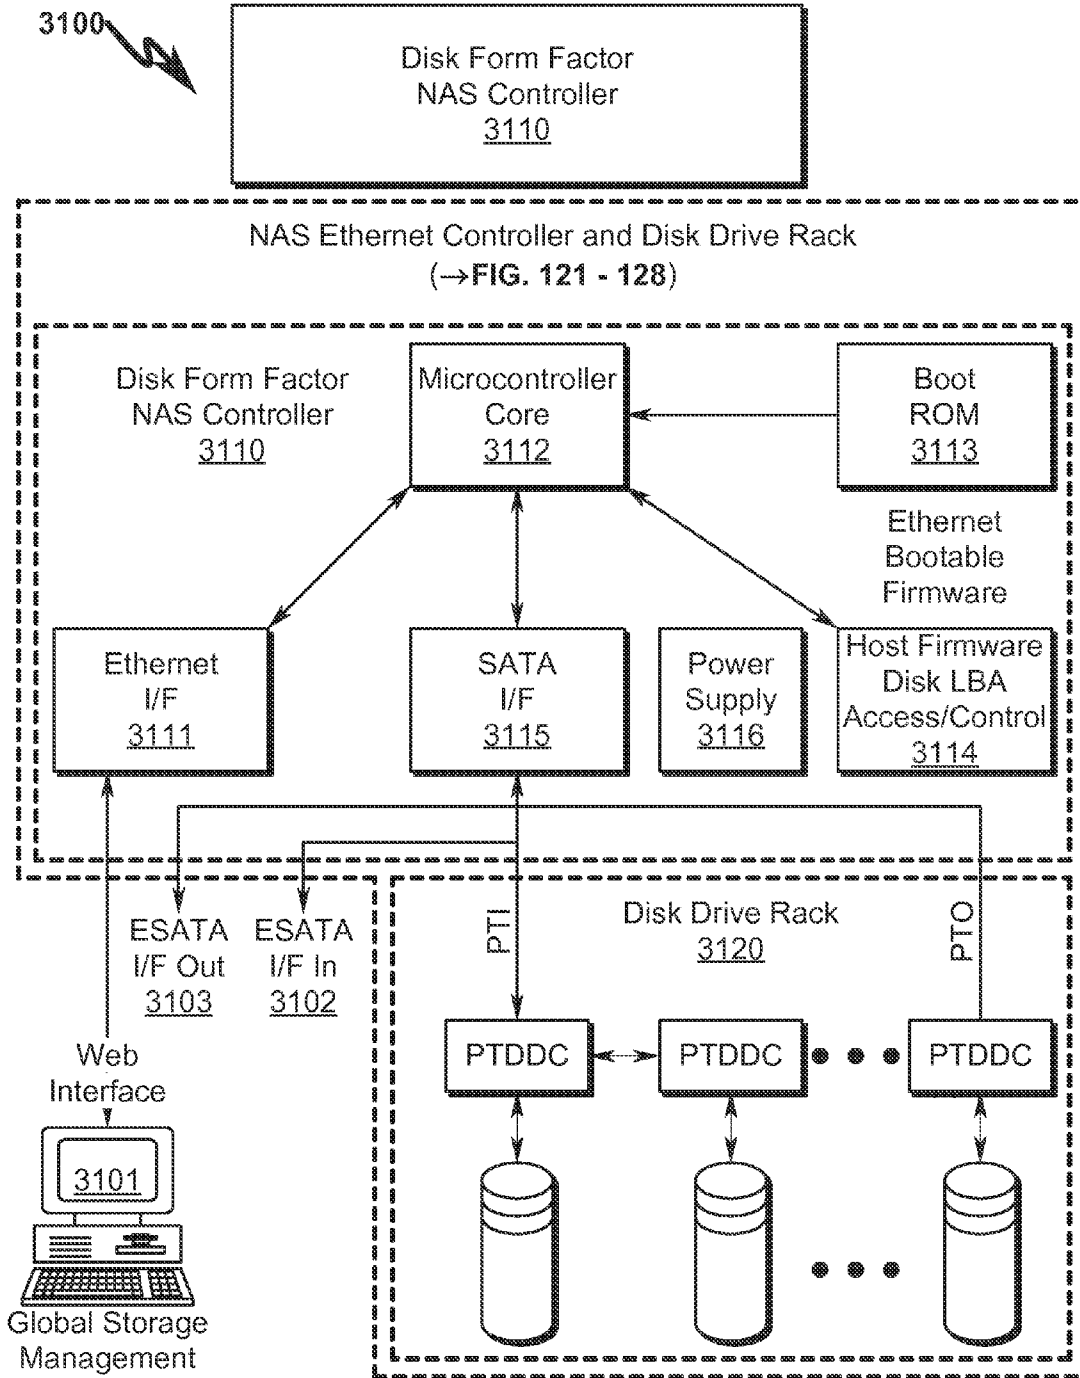 3100
Disk Form Factor
NAS Controller
3110
NAS Ethernet Controller and Disk Drive Rack
(→FIG. 121 - 128)
Disk Form Factor
NAS Controller
3110
Microcontroller
Core
3112
Boot
ROM
3113
Ethernet
Bootable
Firmware
Ethernet
I/F
3111
SATA
I/F
3115
Power
Supply
3116
Host Firmware
Disk LBA
Access/Control
3114
ESATA
I/F Out
3103
ESATA
I/F In
3102
PTI
Disk Drive Rack
3120
PTO
PTDDC
PTDDC
PTDDC
Web
Interface
3101
Global Storage
Management